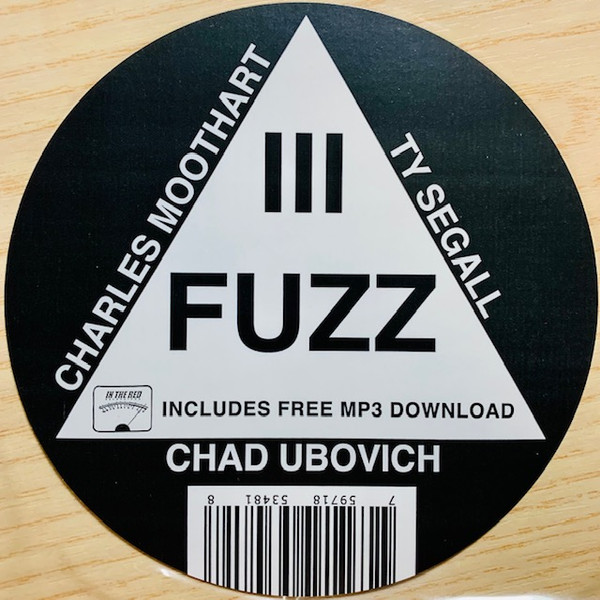 CHARLES MOOTHART
TY SEGALL
III
FUZZ
IN THE RED
INCLUDES FREE MP3 DOWNLOAD
CHAD UBOVICH
7 59718 53481 8